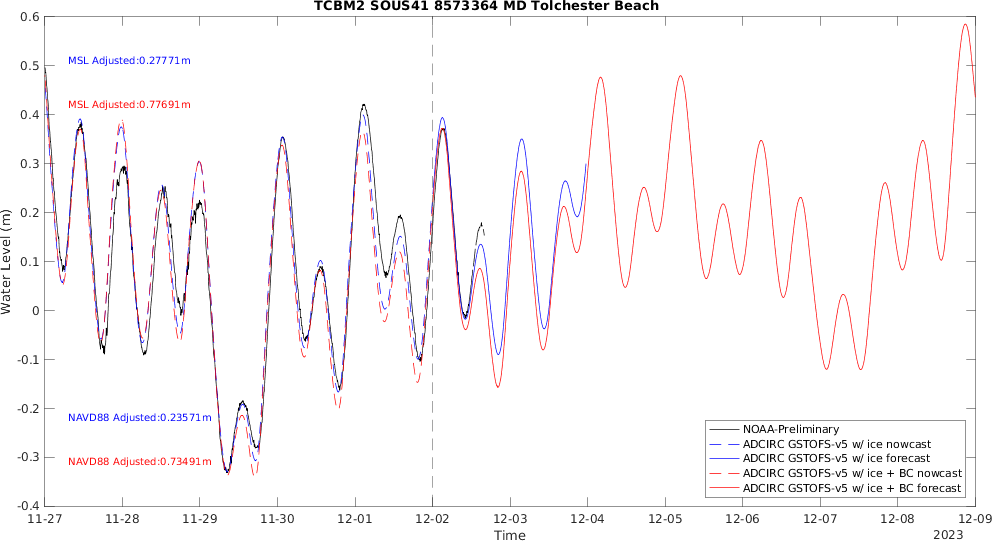 TCBM2 SOUS41 8573364 MD Tolchester Beach
0.6
0.5
0.4
0.3
0.2
0.1
0
-0.1
-0.2
-0.3
-0.4
Water Level (m)
MSL Adjusted:0.27771m
MSL Adjusted:0.77691m
NAVD88 Adjusted:0.23571m
NAVD88 Adjusted:0.73491m
NOAA-Preliminary
ADCIRC GSTOFS-v5 w/ ice nowcast
ADCIRC GSTOFS-v5 w/ ice forecast
ADCIRC GSTOFS-v5 w/ ice + BC nowcast
ADCIRC GSTOFS-v5 w/ ice + BC forecast
11-27 11-28 11-29 11-30 12-01 12-02 12-03 12-04 12-05 12-06 12-07 12-08 12-09
Time
2023